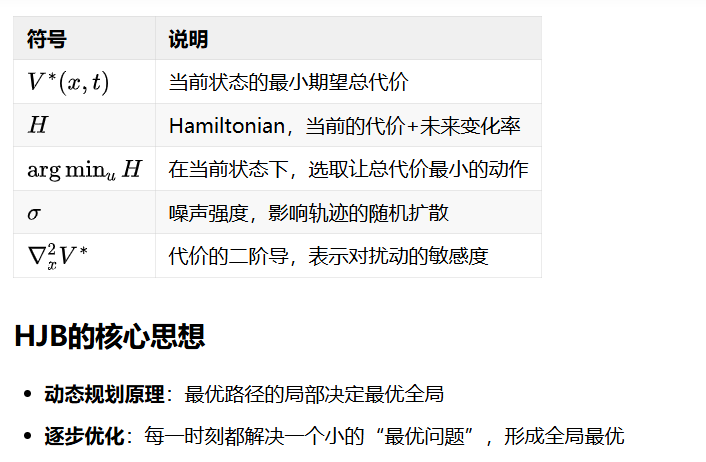 符号 说明
V*(x, t) 当前状态的最小期望总代价
H Hamiltonian，当前的代价+未来变化率
arg min_u H 在当前状态下，选取让总代价最小的动作
σ 噪声强度，影响轨迹的随机扩散
∇²ₓV* 代价的二阶导，表示对扰动的敏感度
HJB的核心思想
• 动态规划原理：最优路径的局部决定最优全局
• 逐步优化：每一时刻都解决一个小的“最优问题”，形成全局最优